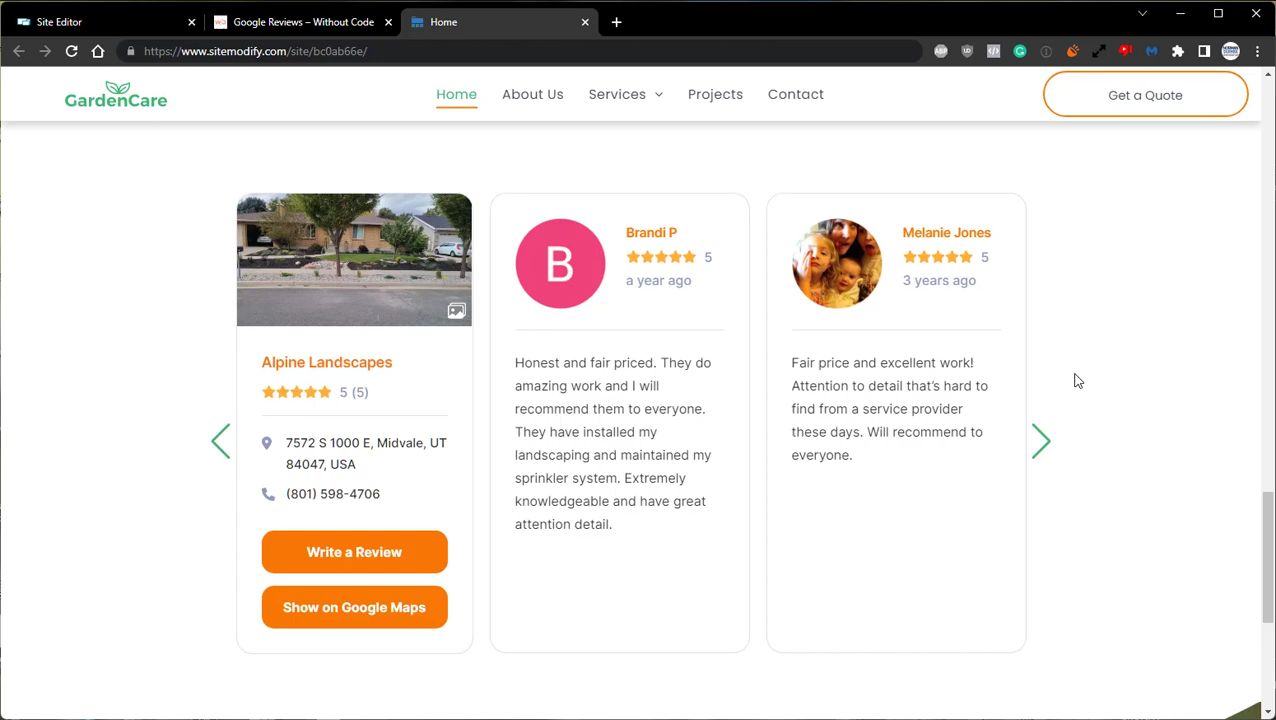 Site Editor
Google Reviews – Without Code
Home
https://www.sitemodify.com/site/bc0ab66e/
GardenCare
Home
About Us
Services
Projects
Contact
Get a Quote
Alpine Landscapes
5 (5)
7572 S 1000 E, Midvale, UT
84047, USA
(801) 598-4706
Write a Review
Show on Google Maps
B
Brandi P
5
a year ago
Honest and fair priced. They do
amazing work and I will
recommend them to everyone.
They have installed my
landscaping and maintained my
sprinkler system. Extremely
knowledgeable and have great
attention detail.
Melanie Jones
5
3 years ago
Fair price and excellent work!
Attention to detail that's hard to
find from a service provider
these days. Will recommend to
everyone.